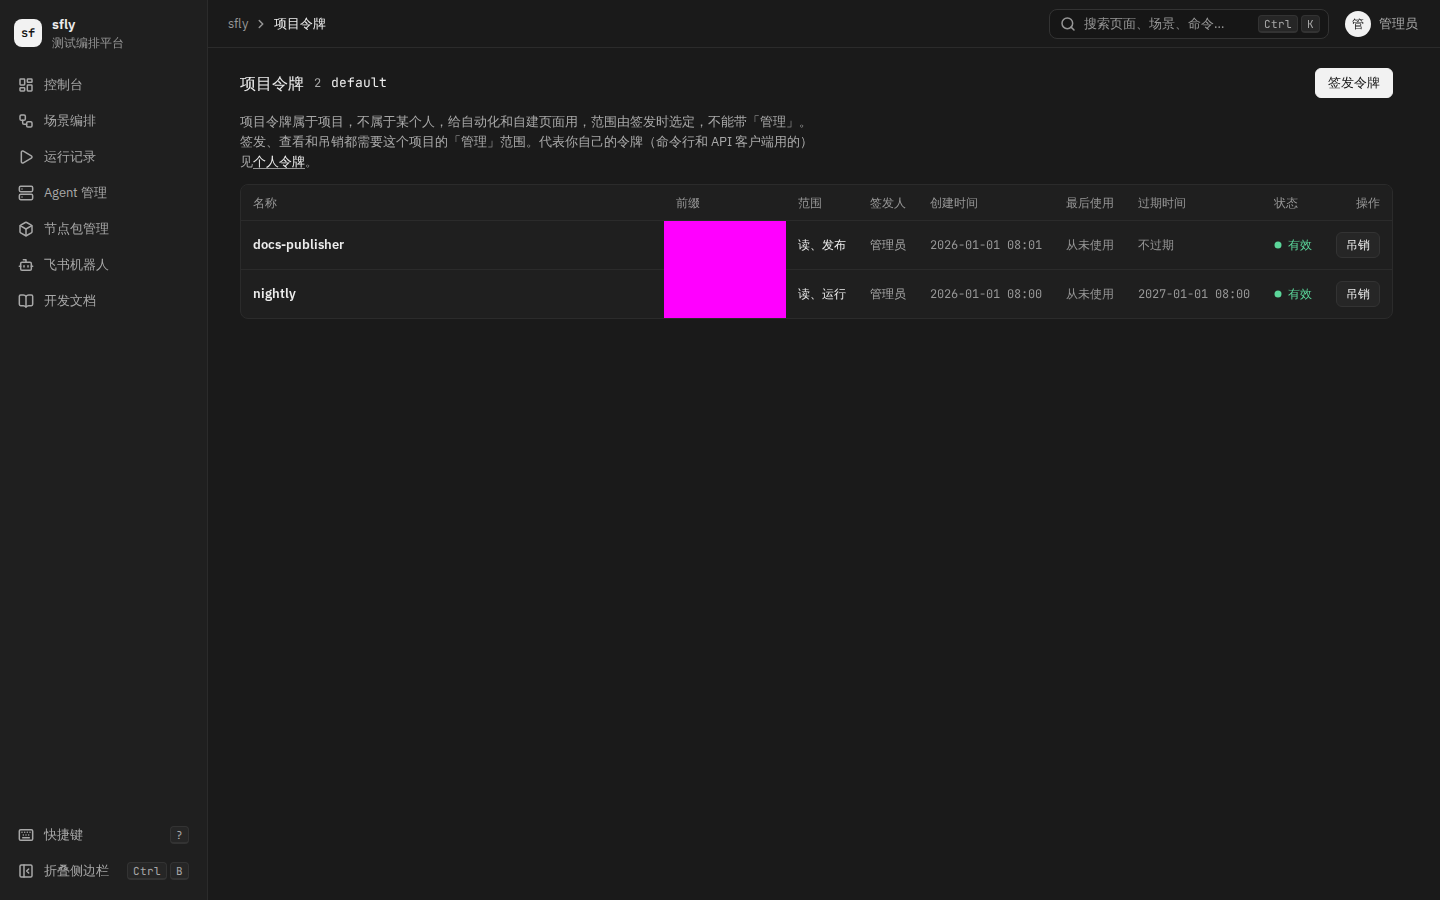 sf
sfly
测试编排平台
控制台
场景编排
运行记录
Agent 管理
节点包管理
飞书机器人
开发文档
快捷键 ?
折叠侧边栏 Ctrl B
sfly > 项目令牌
搜索页面、场景、命令... Ctrl K
管 管理员
项目令牌 2 default
签发令牌
项目令牌属于项目，不属于某个人，给自动化和自建页面用，范围由签发时选定，不能带「管理」。
签发、查看和吊销都需要这个项目的「管理」范围。代表你自己的令牌（命令行和 API 客户端用的）
见个人令牌。
名称 前缀 范围 签发人 创建时间 最后使用 过期时间 状态 操作
docs-publisher 读、发布 管理员 2026-01-01 08:01 从未使用 不过期 有效 吊销
nightly 读、运行 管理员 2026-01-01 08:00 从未使用 2027-01-01 08:00 有效 吊销